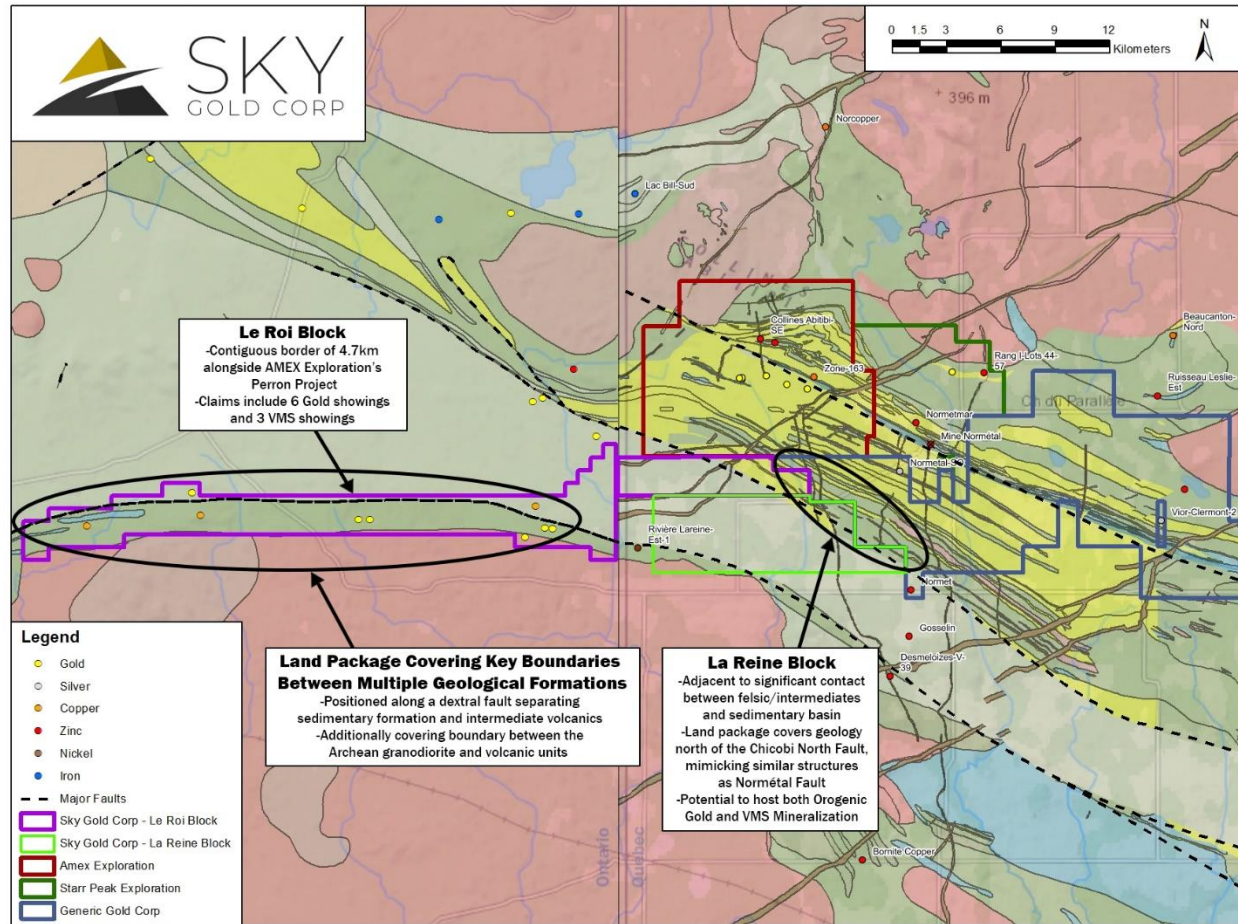 SKY
GOLD CORP
0 1.5 3 6 9 12
Kilometers
N
396 m
Norcopper
Lac Bill-Sud
COLLINES
ABITIBI
Collines Abitibi-
SE
Zone-163
Rang I-Lots 44-
57
Beaucanton-
Nord
Ruisseau Leslie-
Est
Ch du Parallèle
Normetmar
Mine Normétal
Normetal-SO
Vior-Clermont-2
Rivière Lareine-
Est-1
Normet
Gosselin
Desmeloizes-V-
39
Bornite Copper
Ontario
Québec
Le Roi Block
-Contiguous border of 4.7km
alongside AMEX Exploration's
Perron Project
-Claims include 6 Gold showings
and 3 VMS showings
Land Package Covering Key Boundaries
Between Multiple Geological Formations
-Positioned along a dextral fault separating
sedimentary formation and intermediate volcanics
-Additionally covering boundary between the
Archean granodiorite and volcanic units
La Reine Block
-Adjacent to significant contact
between felsic/intermediates
and sedimentary basin
-Land package covers geology
north of the Chicobi North Fault,
mimicking similar structures
as Normétal Fault
-Potential to host both Orogenic
Gold and VMS Mineralization
Legend
Gold
Silver
Copper
Zinc
Nickel
Iron
Major Faults
Sky Gold Corp - Le Roi Block
Sky Gold Corp - La Reine Block
Amex Exploration
Starr Peak Exploration
Generic Gold Corp